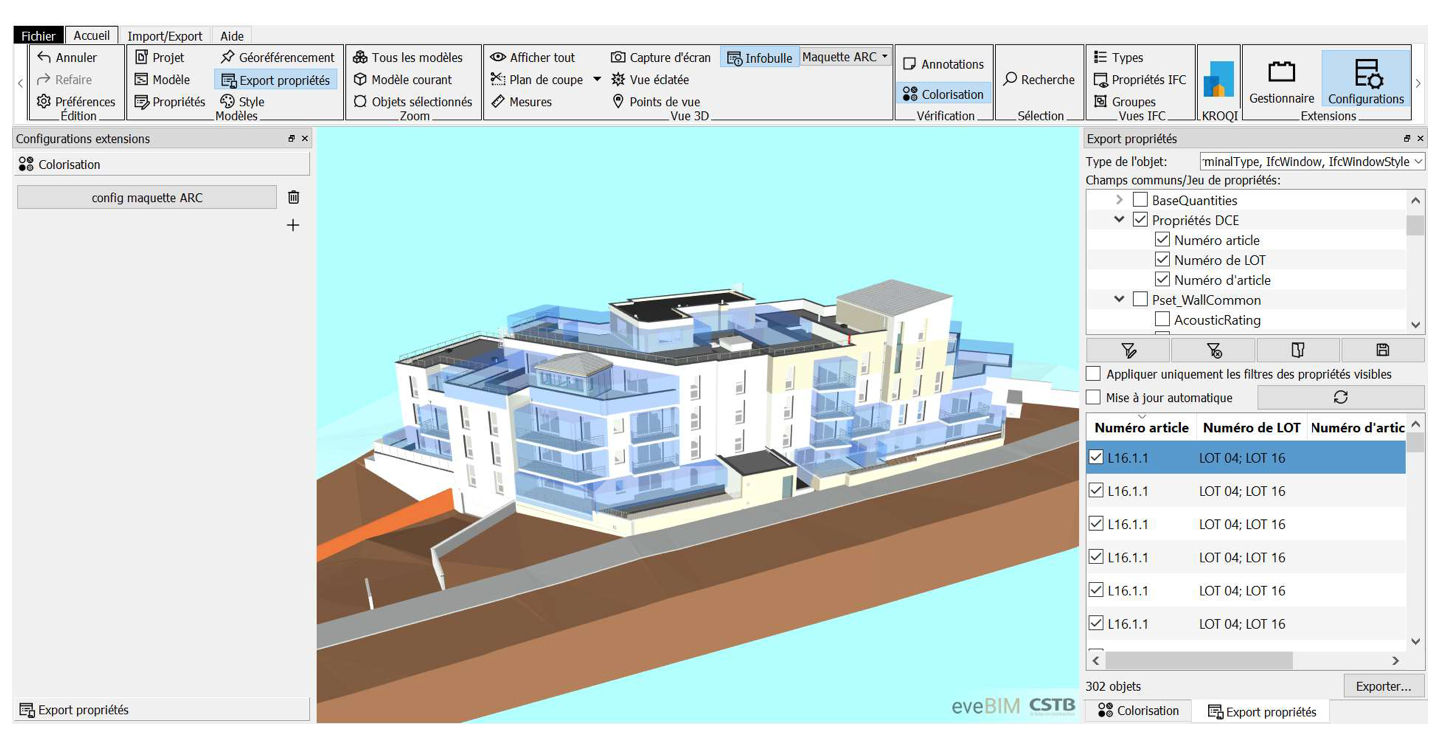 Fichier Accueil Import/Export Aide
Annuler Projet Géoréférencement Tous les modèles Afficher tout Capture d'écran Infobulle Maquette ARC Annotations Types
Refaire Modèle Export propriétés Modèle courant Plan de coupe Vue éclatée Recherche Propriétés IFC
Préférences Propriétés Style Objets sélectionnés Mesures Points de vue Colorisation Groupes Gestionnaire Configurations
Édition Modèles Zoom Vue 3D Vérification Sélection Vues IFC KROQI Extensions
Configurations extensions
Colorisation
config maquette ARC
Export propriétés
eveBIM CSTB
Export propriétés
Type de l'objet: minalType, IfcWindow, IfcWindowStyle
Champs communs/Jeu de propriétés:
BaseQuantities
Propriétés DCE
Numéro article
Numéro de LOT
Numéro d'article
Pset_WallCommon
AcousticRating
Appliquer uniquement les filtres des propriétés visibles
Mise à jour automatique
Numéro article Numéro de LOT Numéro d'artic
L16.1.1 LOT 04; LOT 16
L16.1.1 LOT 04; LOT 16
L16.1.1 LOT 04; LOT 16
L16.1.1 LOT 04; LOT 16
L16.1.1 LOT 04; LOT 16
L16.1.1 LOT 04; LOT 16
302 objets Exporter...
Colorisation Export propriétés